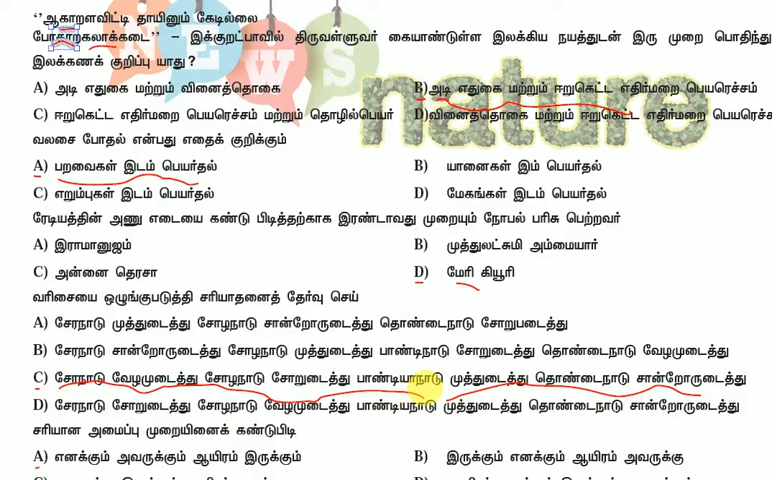 ‘‘ஆகாறளவிட்டி தாயினும் கேடில்லை
போகாறகலாக்கடை’’ – இக்குறட்பாவில் திருவள்ளுவர் கையாண்டுள்ள இலக்கிய நயத்துடன் இரு முறை பொதிந்து
இலக்கணக் குறிப்பு யாது?
A) அடி எதுகை மற்றும் வினைத்தொகை B)அடி எதுகை மற்றும் ஈறுகெட்ட எதிர்மறை பெயரெச்சம்
C) ஈறுகெட்ட எதிர்மறை பெயரெச்சம் மற்றும் தொழில்பெயர் D)வினைத்தொகை மற்றும் ஈறுகெட்ட எதிர்மறை பெயரெச்ச
வலசை போதல் என்பது எதைக் குறிக்கும்
A) பறவைகள் இடம் பெயர்தல் B) யானைகள் இம் பெயர்தல்
C) எறும்புகள் இடம் பெயர்தல் D) மேகங்கள் இடம் பெயர்தல்
ரேடியத்தின் அணு எடையை கண்டு பிடித்தற்காக இரண்டாவது முறையும் நோபல் பரிசு பெற்றவர்
A) இராமானுஜம் B) முத்துலட்சுமி அம்மையார்
C) அன்னை தெரசா D) மேரி கியூரி
வரிசையை ஒழுங்குபடுத்தி சரியாதனைத் தேர்வு செய்
A) சேரநாடு முத்துடைத்து சோழநாடு சான்றோருடைத்து தொண்டைநாடு சோறுபடைத்து
B) சேரநாடு சான்றோருடைத்து சோழநாடு முத்துடைத்து பாண்டிநாடு சோறுடைத்து தொண்டைநாடு வேழமுடைத்து
C) சேரநாடு வேழமுடைத்து சோழநாடு சோறுடைத்து பாண்டியாநாடு முத்துடைத்து தொண்டைநாடு சான்றோருடைத்து
D) சேரநாடு சோறுடைத்து சோழநாடு வேழமுடைத்து பாண்டியநாடு முத்துடைத்து தொண்டைநாடு சான்றோருடைத்து
சரியான அமைப்பு முறையினைக் கண்டுபிடி
A) எனக்கும் அவருக்கும் ஆயிரம் இருக்கும் B) இருக்கும் எனக்கும் ஆயிரம் அவருக்கு
NEWS
nature